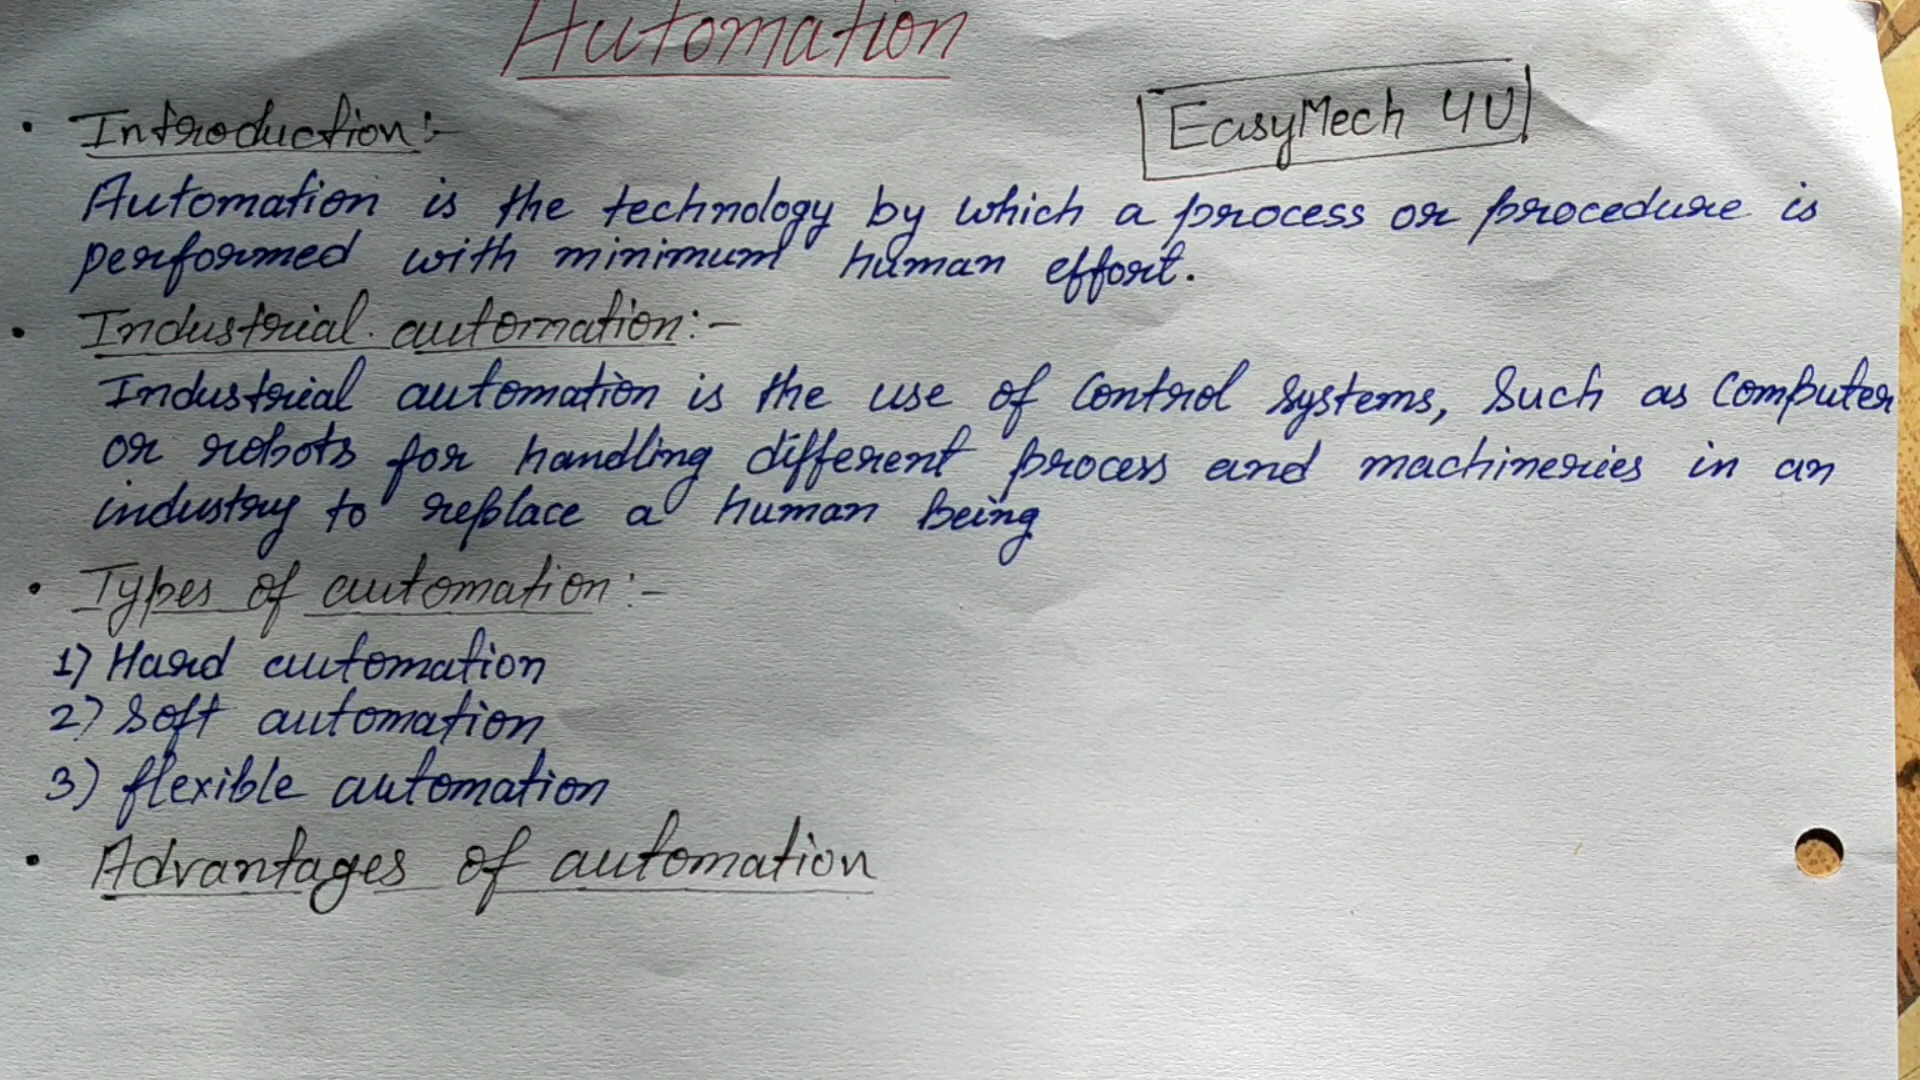 Automation
• Introduction:-
EasyMech 4U
Automation is the technology by which a process or procedure is
performed with minimum human effort.
• Industrial automation:-
Industrial automation is the use of Control Systems, Such as Computer
or robots for handling different process and machineries in an
industry to replace a human being
• Types of automation:-
1) Hard automation
2) Soft automation
3) flexible automation
• Advantages of automation